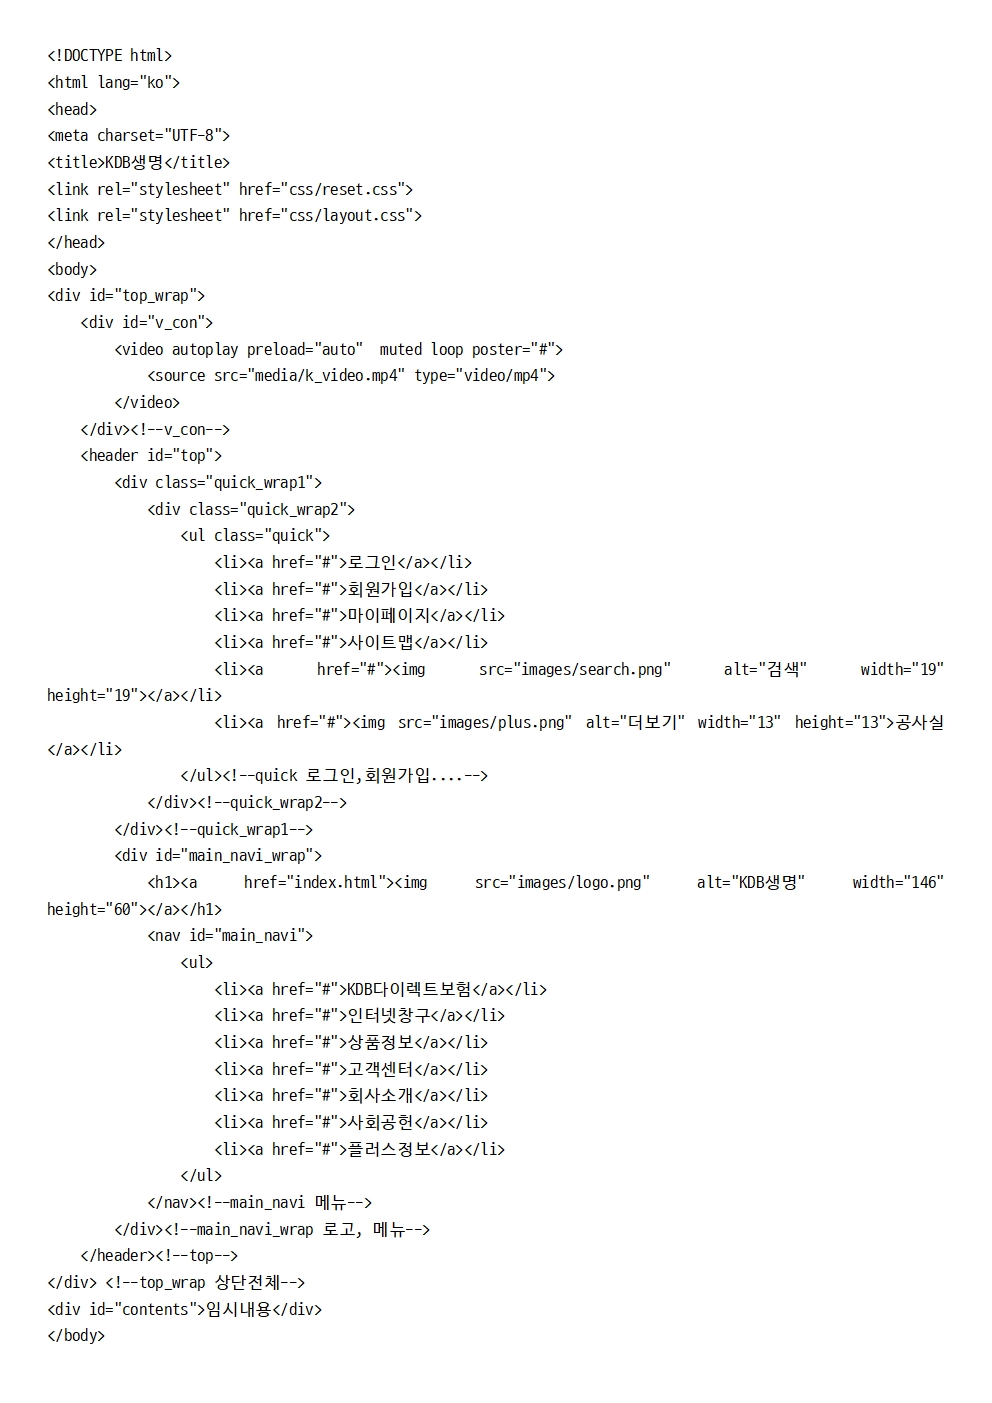 <!DOCTYPE html>
<html lang="ko">
<head>
<meta charset="UTF-8">
<title>KDB생명</title>
<link rel="stylesheet" href="css/reset.css">
<link rel="stylesheet" href="css/layout.css">
</head>
<body>
<div id="top_wrap">
    <div id="v_con">
        <video autoplay preload="auto"  muted loop poster="#">
            <source src="media/k_video.mp4" type="video/mp4">
        </video>
    </div><!--v_con-->
    <header id="top">
        <div class="quick_wrap1">
            <div class="quick_wrap2">
                <ul class="quick">
                    <li><a href="#">로그인</a></li>
                    <li><a href="#">회원가입</a></li>
                    <li><a href="#">마이페이지</a></li>
                    <li><a href="#">사이트맵</a></li>
                    <li><a href="#"><img src="images/search.png" alt="검색" width="19"
height="19"></a></li>
                    <li><a href="#"><img src="images/plus.png" alt="더보기" width="13" height="13">공사실
</a></li>
                </ul><!--quick 로그인,회원가입....-->
            </div><!--quick_wrap2-->
        </div><!--quick_wrap1-->
        <div id="main_navi_wrap">
            <h1><a href="index.html"><img src="images/logo.png" alt="KDB생명" width="146"
height="60"></a></h1>
            <nav id="main_navi">
                <ul>
                    <li><a href="#">KDB다이렉트보험</a></li>
                    <li><a href="#">인터넷창구</a></li>
                    <li><a href="#">상품정보</a></li>
                    <li><a href="#">고객센터</a></li>
                    <li><a href="#">회사소개</a></li>
                    <li><a href="#">사회공헌</a></li>
                    <li><a href="#">플러스정보</a></li>
                </ul>
            </nav><!--main_navi 메뉴-->
        </div><!--main_navi_wrap 로고, 메뉴-->
    </header><!--top-->
</div> <!--top_wrap 상단전체-->
<div id="contents">임시내용</div>
</body>